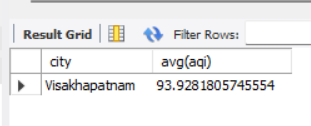 Result Grid Filter Rows:
city avg(aqi)
Visakhapatnam 93.9281805745554